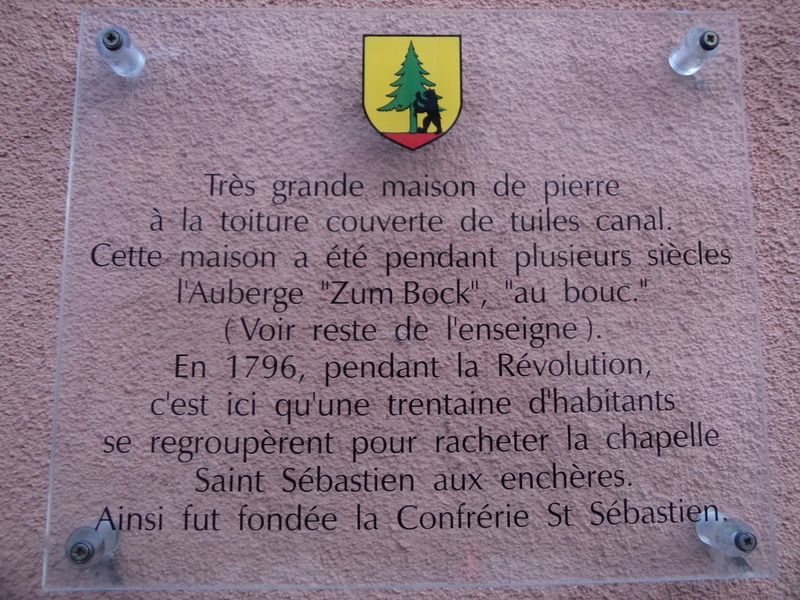 Très grande maison de pierre
à la toiture couverte de tuiles canal.
Cette maison a été pendant plusieurs siècles
l'Auberge "Zum Bock", "au bouc."
(Voir reste de l'enseigne).
En 1796, pendant la Révolution,
c'est ici qu'une trentaine d'habitants
se regroupèrent pour racheter la chapelle
Saint Sébastien aux enchères.
Ainsi fut fondée la Confrérie St Sébastien.